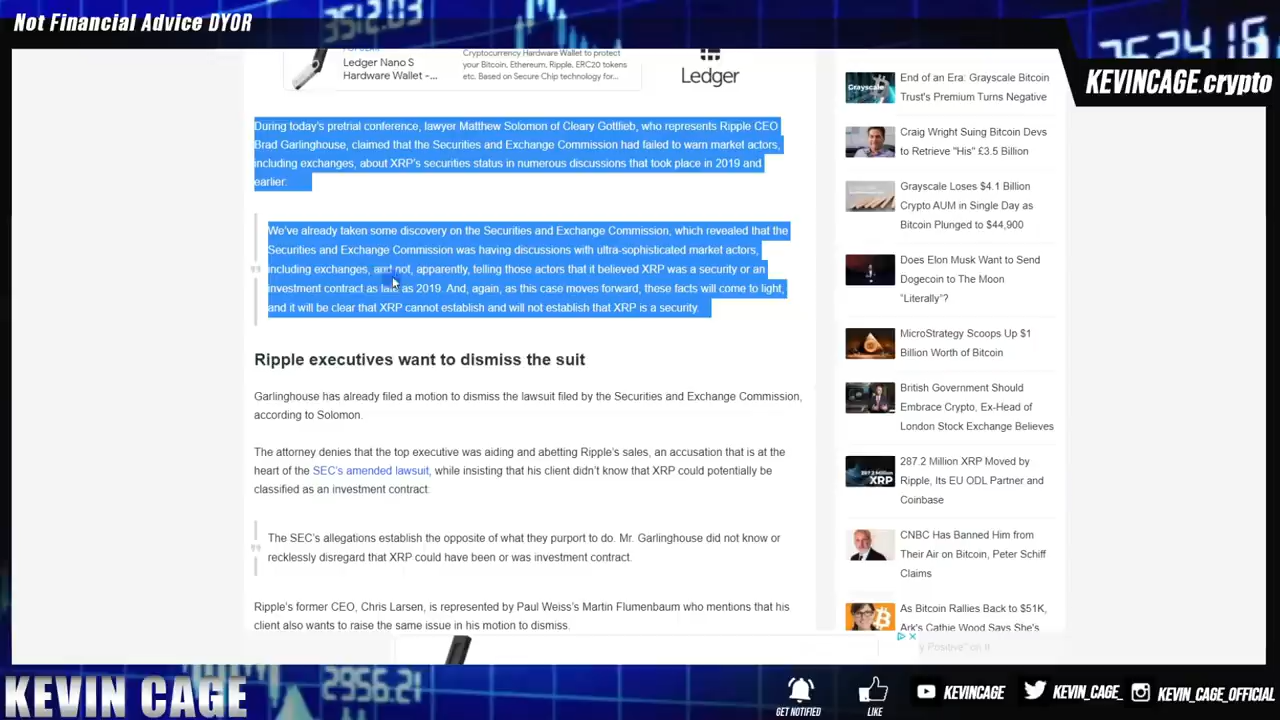 Not Financial Advice DYOR
3524.16
KEVINCAGE.crypto
Ledger Nano S
Hardware Wallet -...
Cryptocurrency Hardware Wallet to protect
your Bitcoin, Ethereum, Ripple, ERC20 tokens
etc. Based on Secure Chip technology for...
Ledger
During today's pretrial conference, lawyer Matthew Solomon of Cleary Gottlieb, who represents Ripple CEO
Brad Garlinghouse, claimed that the Securities and Exchange Commission had failed to warn market actors,
including exchanges, about XRP's securities status in numerous discussions that took place in 2019 and
earlier:
We've already taken some discovery on the Securities and Exchange Commission, which revealed that the
Securities and Exchange Commission was having discussions with ultra-sophisticated market actors,
including exchanges, and not, apparently, telling those actors that it believed XRP was a security or an
investment contract as late as 2019. And, again, as this case moves forward, these facts will come to light,
and it will be clear that XRP cannot establish and will not establish that XRP is a security.
Ripple executives want to dismiss the suit
Garlinghouse has already filed a motion to dismiss the lawsuit filed by the Securities and Exchange Commission,
according to Solomon.
The attorney denies that the top executive was aiding and abetting Ripple's sales, an accusation that is at the
heart of the SEC's amended lawsuit, while insisting that his client didn't know that XRP could potentially be
classified as an investment contract.
The SEC's allegations establish the opposite of what they purport to do. Mr. Garlinghouse did not know or
recklessly disregard that XRP could have been or was investment contract.
Ripple's former CEO, Chris Larsen, is represented by Paul Weiss's Martin Flumenbaum who mentions that his
client also wants to raise the same issue in his motion to dismiss.
End of an Era: Grayscale Bitcoin
Trust's Premium Turns Negative
Craig Wright Suing Bitcoin Devs
to Retrieve "His" £3.5 Billion
Grayscale Loses $4.1 Billion
Crypto AUM in Single Day as
Bitcoin Plunged to $44,900
Does Elon Musk Want to Send
Dogecoin to The Moon
"Literally"?
MicroStrategy Scoops Up $1
Billion Worth of Bitcoin
British Government Should
Embrace Crypto, Ex-Head of
London Stock Exchange Believes
287.2 Million XRP Moved by
Ripple, Its EU ODL Partner and
Coinbase
CNBC Has Banned Him from
Their Air on Bitcoin, Peter Schiff
Claims
As Bitcoin Rallies Back to $51K,
Ark's Cathie Wood Says She's
y Positive" on It
KEVIN CAGE
2956.21
GET NOTIFIED
LIKE
KEVINCAGE
KEVIN_CAGE_
KEVIN_CAGE_OFFICIAL